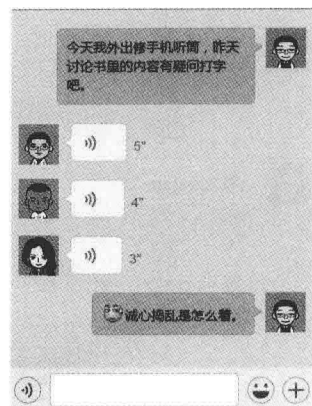 今天我外出修手机听筒，昨天
讨论书里的内容有疑问打字
吧。
5"
4"
3"
诚心捣乱是怎么着。